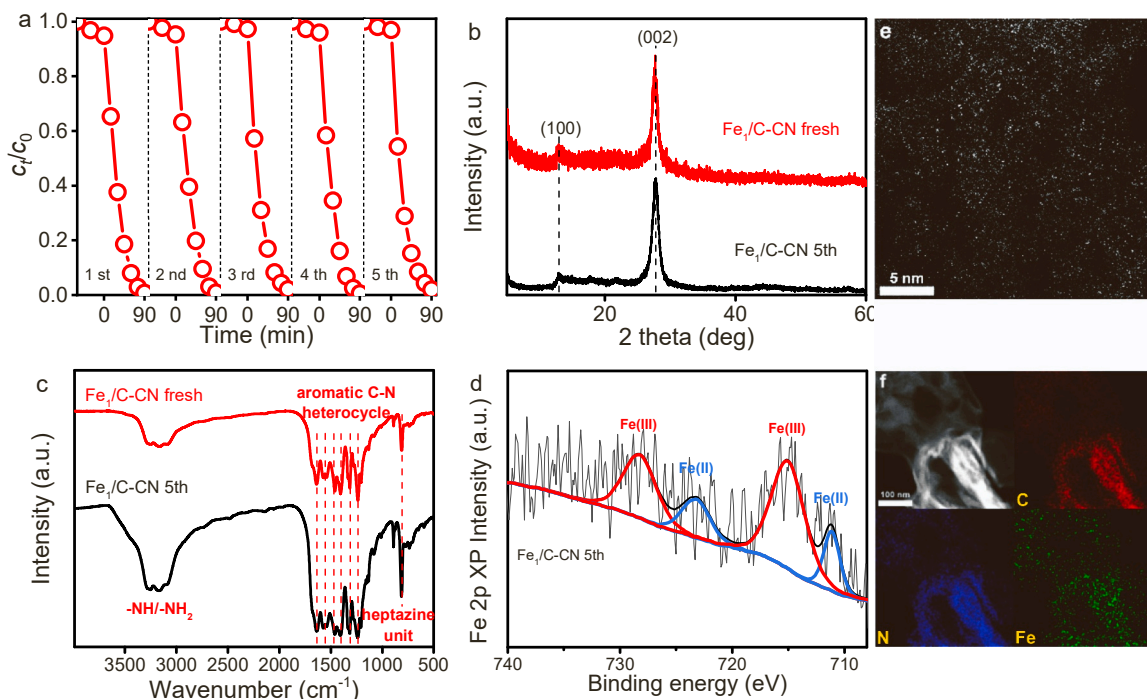 a
1.0
0.8
0.6
0.4
0.2
0.0
c_t/c_0
1 st
2 nd
3 rd
4 th
5 th
0 90 0 90 0 90 0 90 0 90
Time (min)
b
(002)
(100)
Fe₁/C-CN fresh
Fe₁/C-CN 5th
Intensity (a.u.)
20 40 60
2 theta (deg)
e
5 nm
c
Fe₁/C-CN fresh
aromatic C-N
heterocycle
Fe₁/C-CN 5th
-NH/-NH₂
heptazine
unit
Intensity (a.u.)
3500 3000 2500 2000 1500 1000 500
Wavenumber (cm⁻¹)
d
Fe(III)
Fe(II)
Fe(III)
Fe(II)
Fe₁/C-CN 5th
Fe 2p XP Intensity (a.u.)
740 730 720 710
Binding energy (eV)
f
100 nm
C
N
Fe